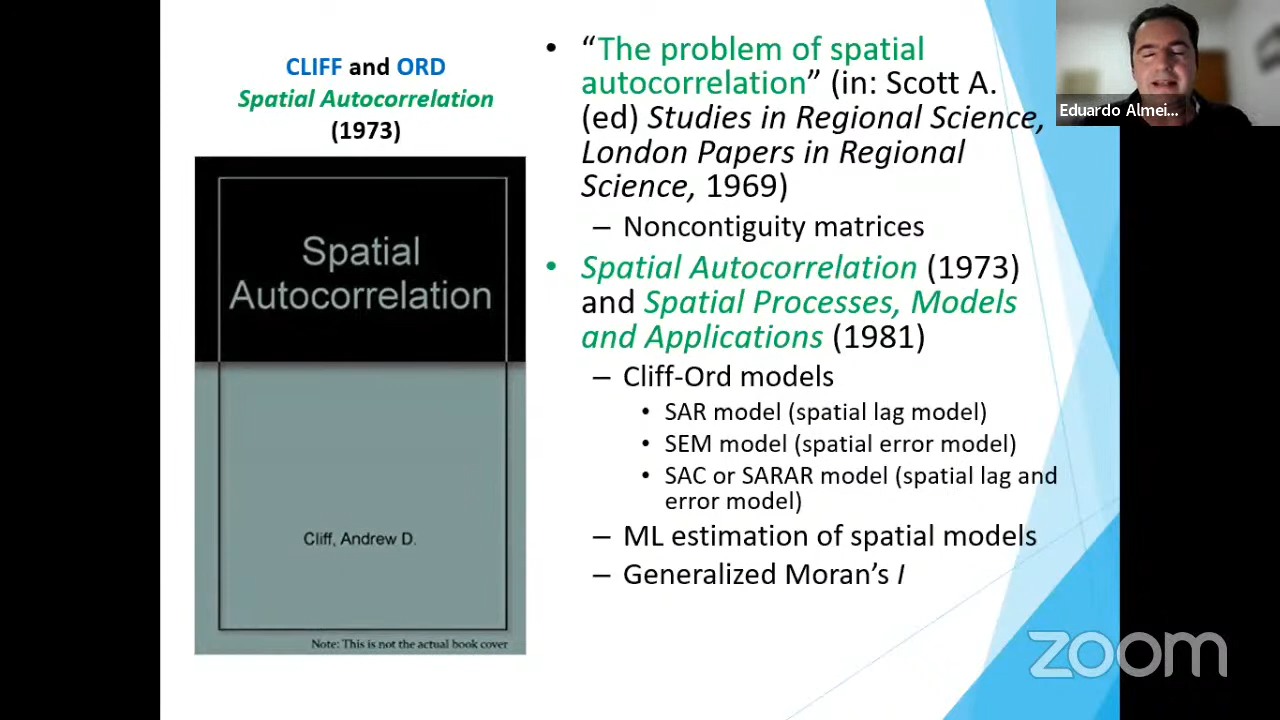 CLIFF and ORD
Spatial Autocorrelation
(1973)
Spatial
Autocorrelation
Cliff, Andrew D.
Note: This is not the actual book cover
• “The problem of spatial
autocorrelation” (in: Scott A.
(ed) Studies in Regional Science,
London Papers in Regional
Science, 1969)
– Noncontiguity matrices
• Spatial Autocorrelation (1973)
and Spatial Processes, Models
and Applications (1981)
– Cliff-Ord models
• SAR model (spatial lag model)
• SEM model (spatial error model)
• SAC or SARAR model (spatial lag and
error model)
– ML estimation of spatial models
– Generalized Moran’s I
Eduardo Almei...
zoom